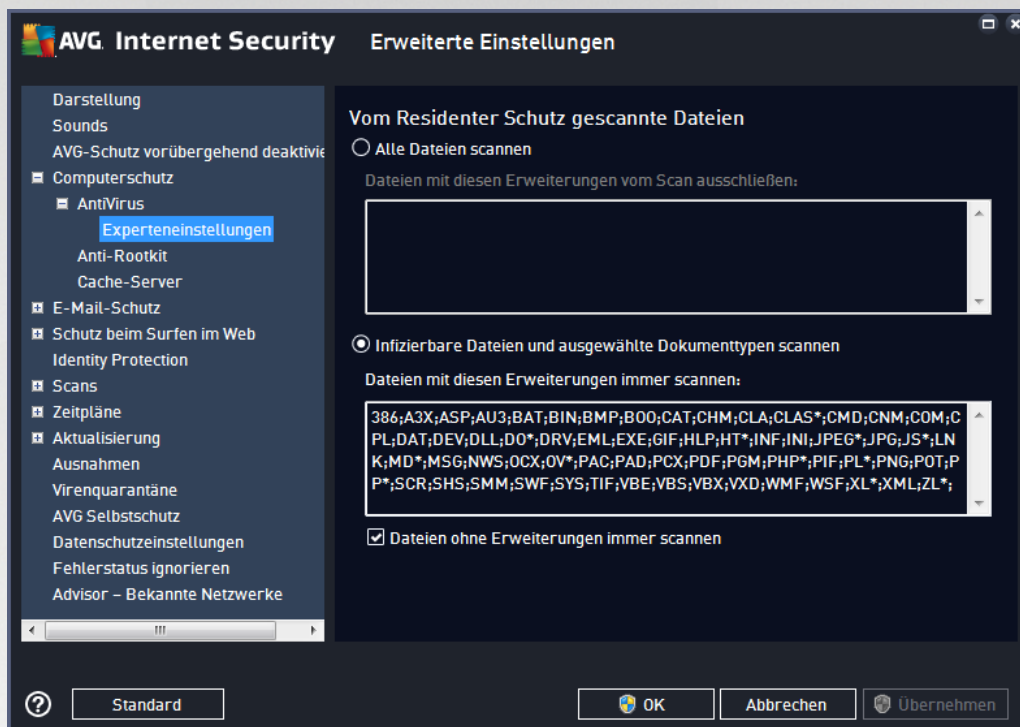 AVG. Internet Security
Erweiterte Einstellungen
Darstellung
Sounds
AVG-Schutz vorübergehend deaktivie
Computerschutz
AntiVirus
Experteneinstellungen
Anti-Rootkit
Cache-Server
E-Mail-Schutz
Schutz beim Surfen im Web
Identity Protection
Scans
Zeitpläne
Aktualisierung
Ausnahmen
Virenquarantäne
AVG Selbstschutz
Datenschutzeinstellungen
Fehlerstatus ignorieren
Advisor – Bekannte Netzwerke
Vom Residenter Schutz gescannte Dateien
Alle Dateien scannen
Dateien mit diesen Erweiterungen vom Scan ausschließen:
Infizierbare Dateien und ausgewählte Dokumenttypen scannen
Dateien mit diesen Erweiterungen immer scannen:
386;A3X;ASP;AU3;BAT;BIN;BMP;BOO;CAT;CHM;CLA;CLAS*;CMD;CNM;COM;C
PL;DAT;DEV;DLL;DO*;DRV;EML;EXE;GIF;HLP;HT*;INF;INI;JPEG*;JPG;JS*;LN
K;MD*;MSG;NWS;OCX;OV*;PAC;PAD;PCX;PDF;PGM;PHP*;PIF;PL*;PNG;POT;P
P*;SCR;SHS;SMM;SWF;SYS;TIF;VBE;VBS;VBX;VXD;WMF;WSF;XL*;XML;ZL*;
Dateien ohne Erweiterungen immer scannen
Standard
OK
Abbrechen
Übernehmen